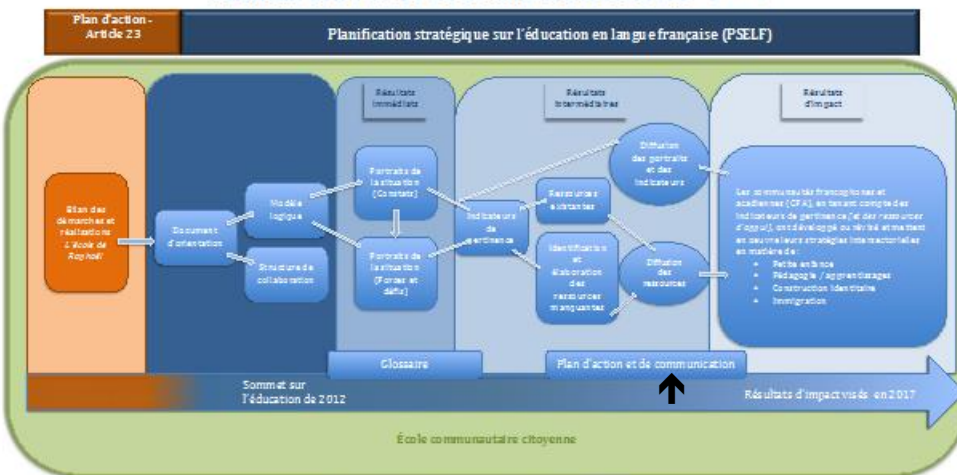 Plan d'action -
Article 23
Planification stratégique sur l'éducation en langue française (PSELF)
Résultats
immédiats
Résultats
intermédiaires
Résultats
d'impact
Bilan des
démarches et
réalisations
L'école de
Raphaël
Document
d'orientation
Modèle
logique
Structure de
collaboration
Portraits de
la situation
(Constats)
Portraits de
la situation
(Forces et
défis)
Indicateurs
de
pertinence
Ressources
existantes
Identification
et
élaboration
des
ressources
manquantes
Diffusion
des portraits
et des
indicateurs
Diffusion
des
ressources
Les communautés francophones et
acadiennes (CFA), en tenant compte des
indicateurs de pertinence (et des ressources
d'appui), ont développé ou révisé et mettent
en œuvre leurs stratégies intersectorielles
en matière de :
• Petite enfance
• Pédagogie / apprentissages
• Construction identitaire
• Immigration
Glossaire
Plan d'action et de communication
Sommet sur
l'éducation de 2012
Résultats d'impact visés en 2017
École communautaire citoyenne